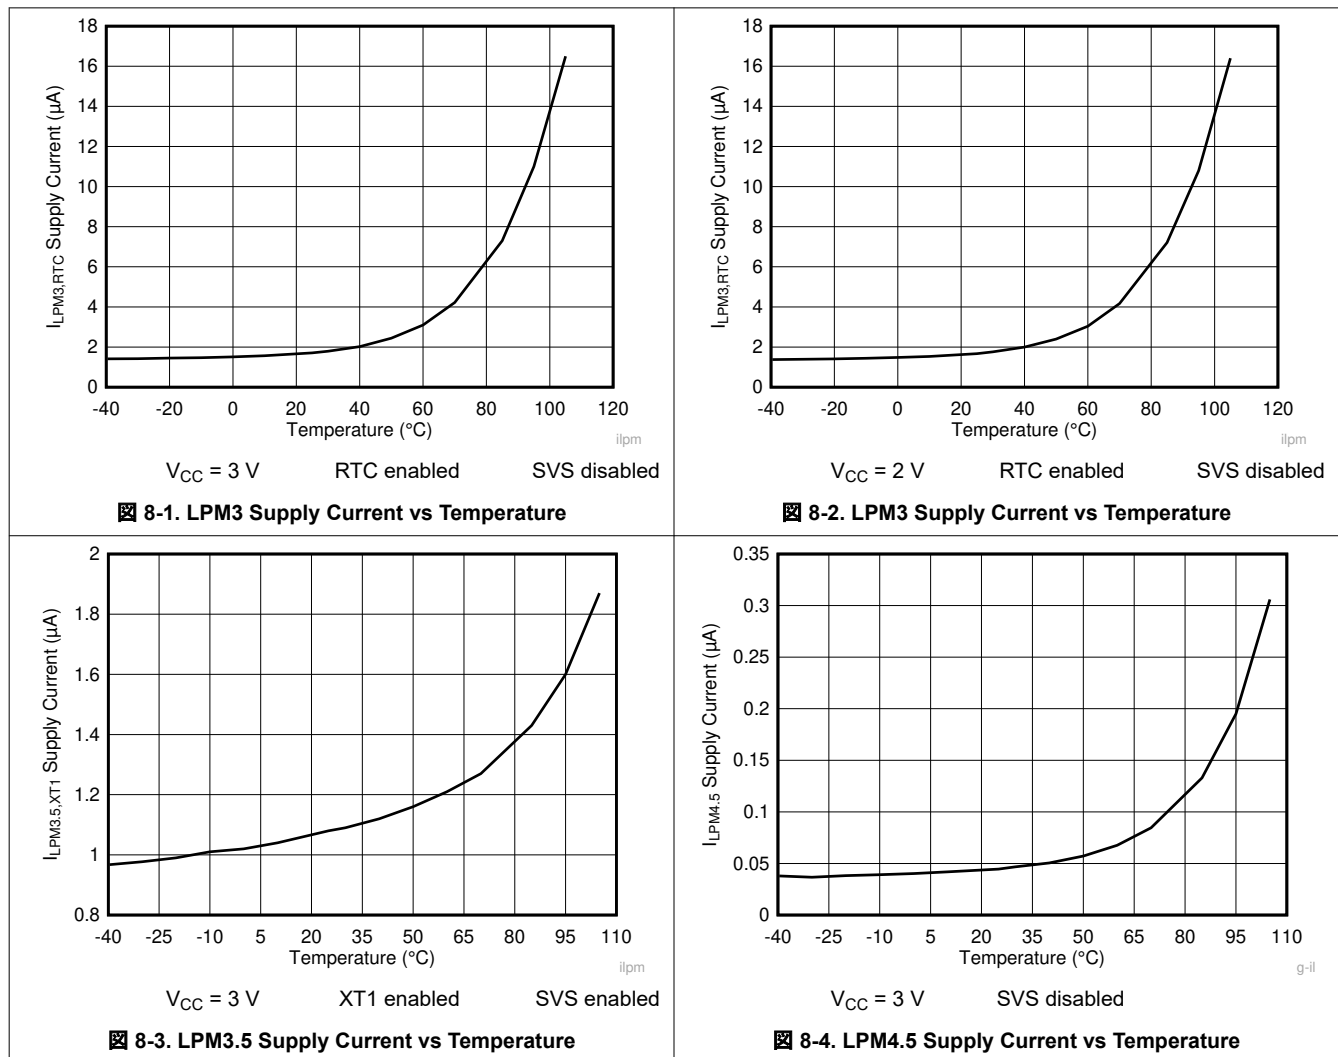 18
16
14
12
10
8
6
4
2
0
-40 -20 0 20 40 60 80 100 120
I LPM3,RTC Supply Current (µA)
Temperature (°C)
ilpm
VCC = 3 V RTC enabled SVS disabled
図 8-1. LPM3 Supply Current vs Temperature
18
16
14
12
10
8
6
4
2
0
-40 -20 0 20 40 60 80 100 120
I LPM3,RTC Supply Current (µA)
Temperature (°C)
ilpm
VCC = 2 V RTC enabled SVS disabled
図 8-2. LPM3 Supply Current vs Temperature
2
1.8
1.6
1.4
1.2
1
0.8
-40 -25 -10 5 20 35 50 65 80 95 110
I LPM3.5,XT1 Supply Current (µA)
Temperature (°C)
ilpm
VCC = 3 V XT1 enabled SVS enabled
図 8-3. LPM3.5 Supply Current vs Temperature
0.35
0.3
0.25
0.2
0.15
0.1
0.05
0
-40 -25 -10 5 20 35 50 65 80 95 110
I LPM4.5 Supply Current (µA)
Temperature (°C)
g-il
VCC = 3 V SVS disabled
図 8-4. LPM4.5 Supply Current vs Temperature